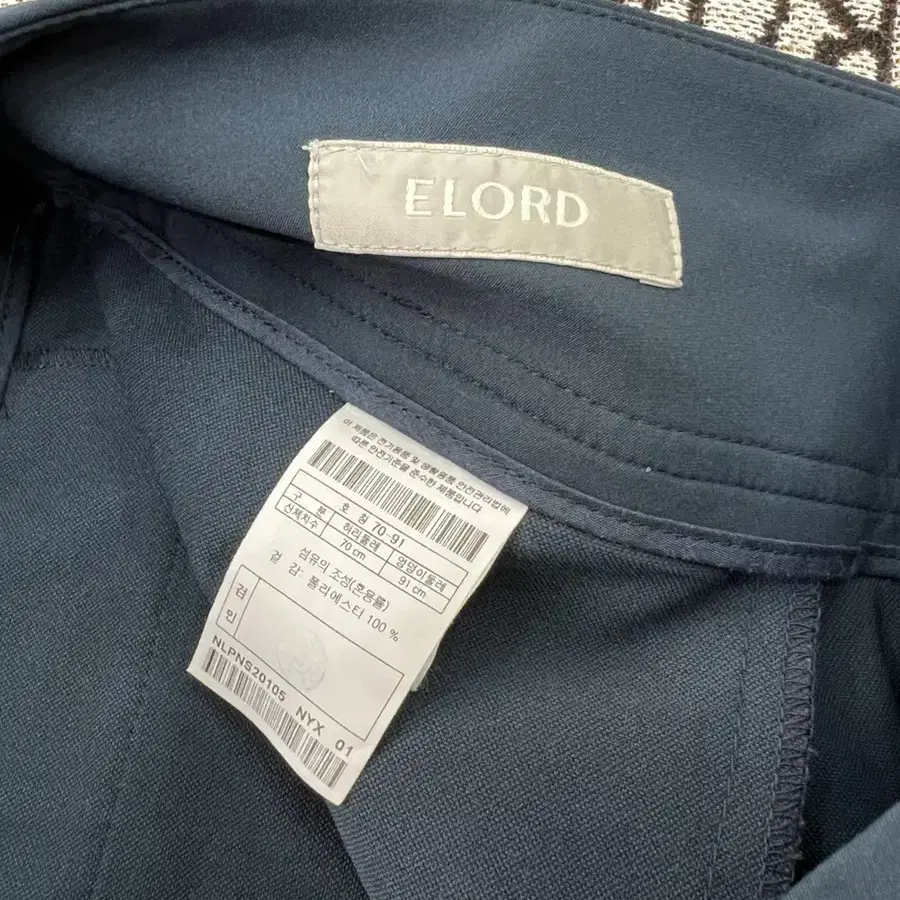 ELORD
이 제품은 전기용품 및 생활용품 안전관리법에
따른 안전기준을 준수한 제품입니다
호 칭 70-91
구 분 허리둘레 엉덩이둘레
신체치수 70 cm 91 cm
섬유의 조성(혼용률)
겉 감: 폴리에스터 100 %
검
인
NLPNS20105 NYX 01